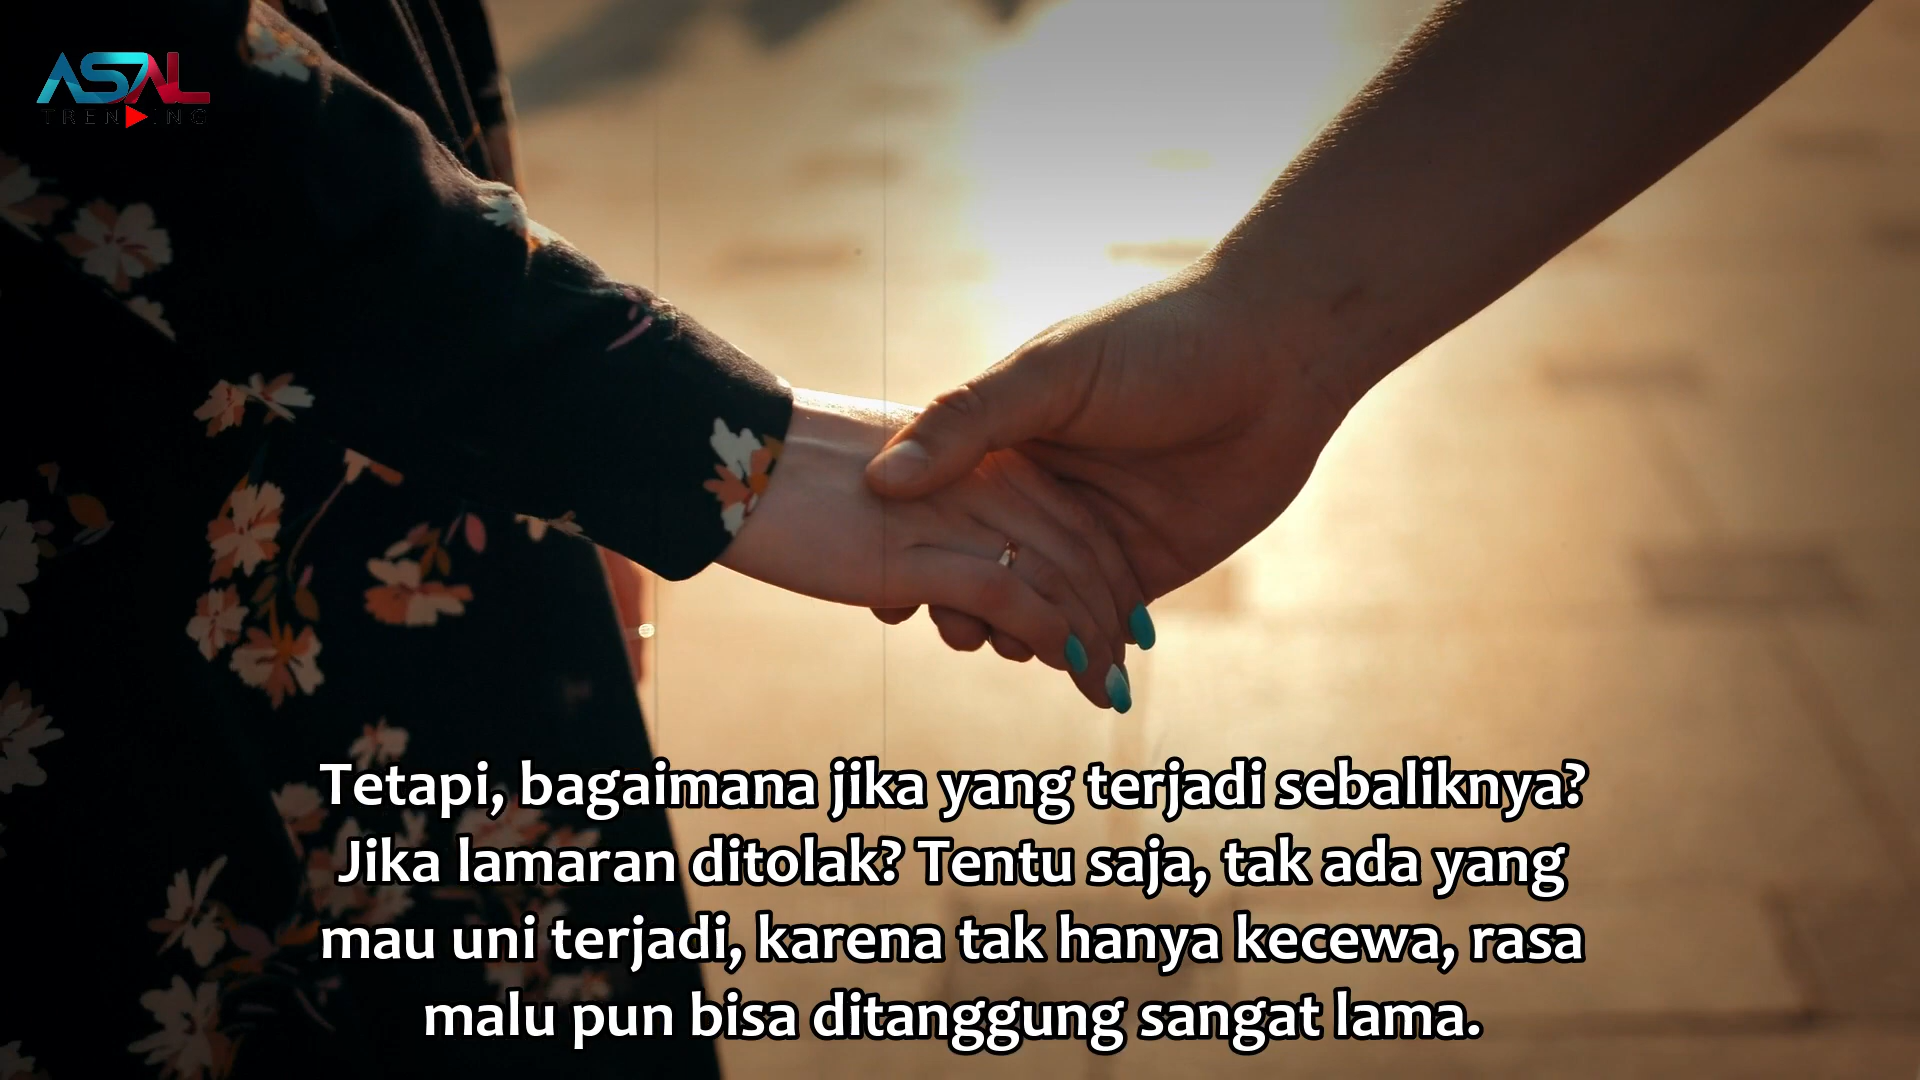 ASAL
TRENDING
Tetapi, bagaimana jika yang terjadi sebaliknya?
Jika lamaran ditolak? Tentu saja, tak ada yang
mau uni terjadi, karena tak hanya kecewa, rasa
malu pun bisa ditanggung sangat lama.